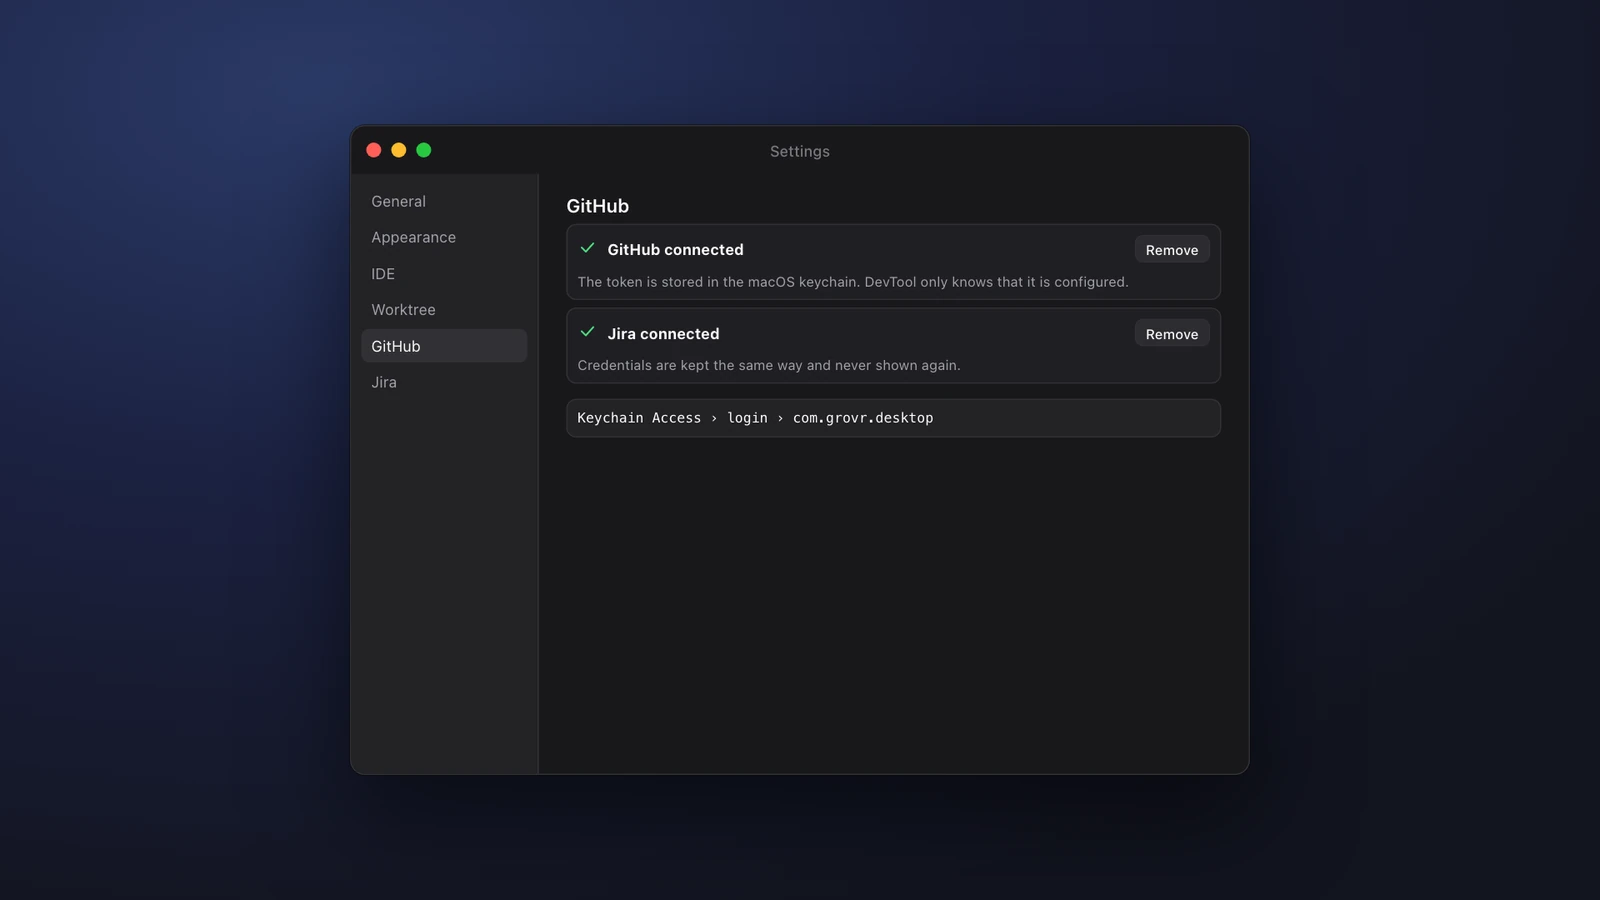 Settings
General
Appearance
IDE
Worktree
GitHub
Jira
GitHub
GitHub connected
Remove
The token is stored in the macOS keychain. DevTool only knows that it is configured.
Jira connected
Remove
Credentials are kept the same way and never shown again.
Keychain Access › login › com.grovr.desktop